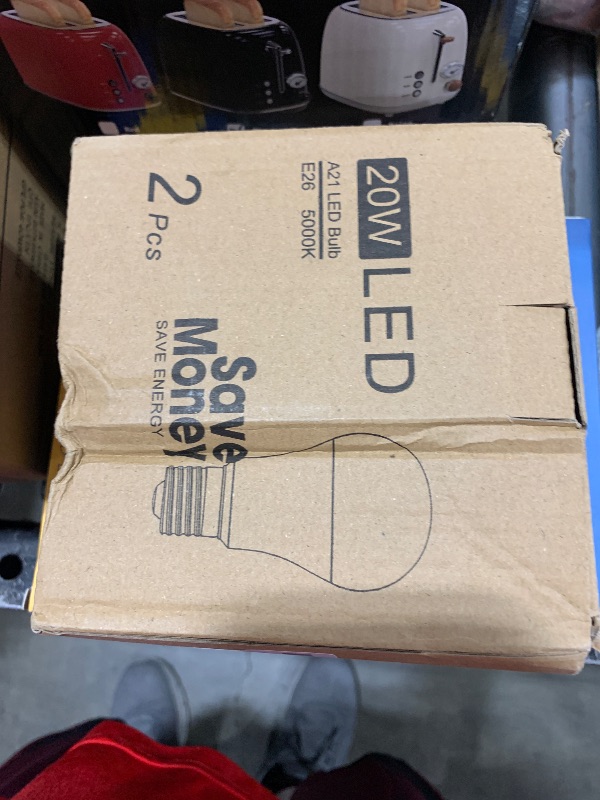 20W LED
A21 LED Bulb
E26 5000K
2 Pcs
Save
Money
SAVE ENERGY